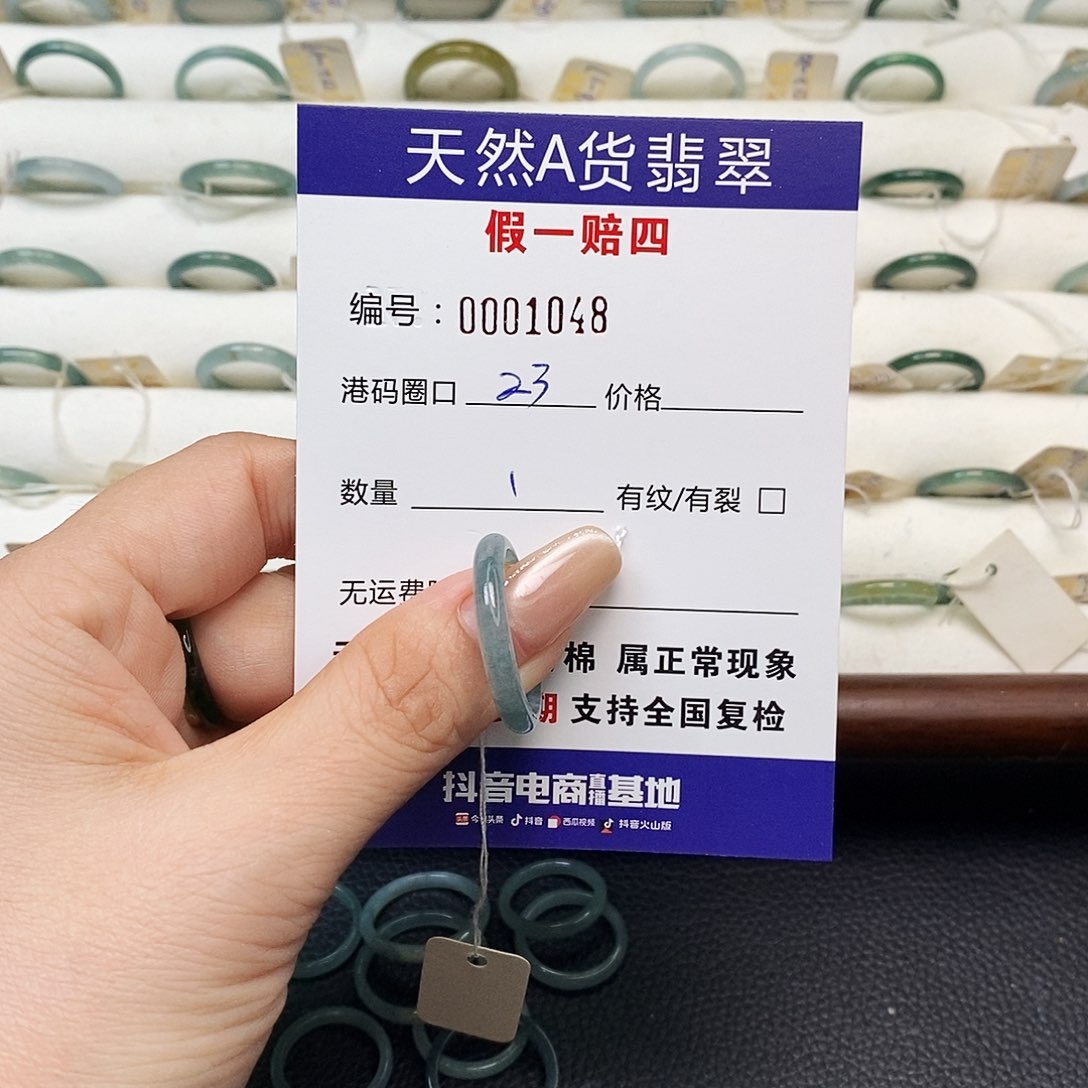 天然A货翡翠
假一赔四
编号：0001048
港码圈口 23 价格
数量 1 有纹/有裂 □
无运费
棉 属正常现象
期 支持全国复检
抖音电商直播基地
今日头条 抖音 西瓜视频 抖音火山版